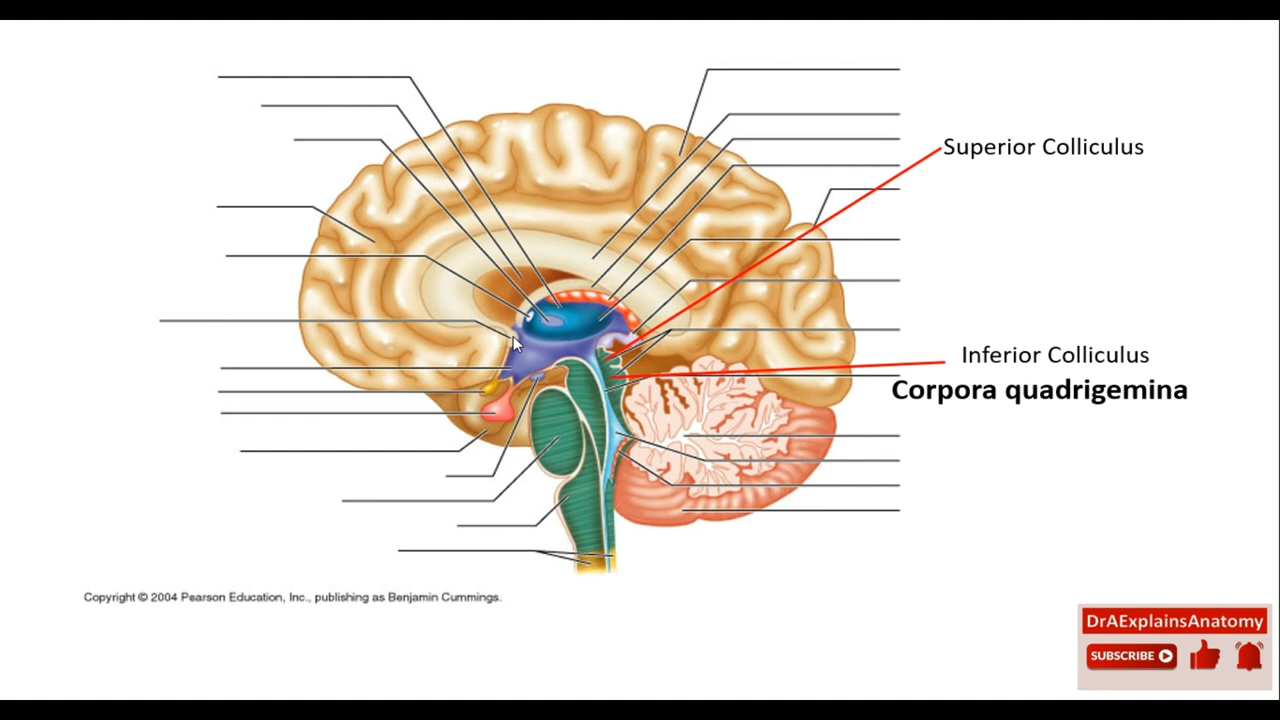 Superior Colliculus
Inferior Colliculus
Corpora quadrigemina
Copyright © 2004 Pearson Education, Inc., publishing as Benjamin Cummings.
DrAExplainsAnatomy
SUBSCRIBE